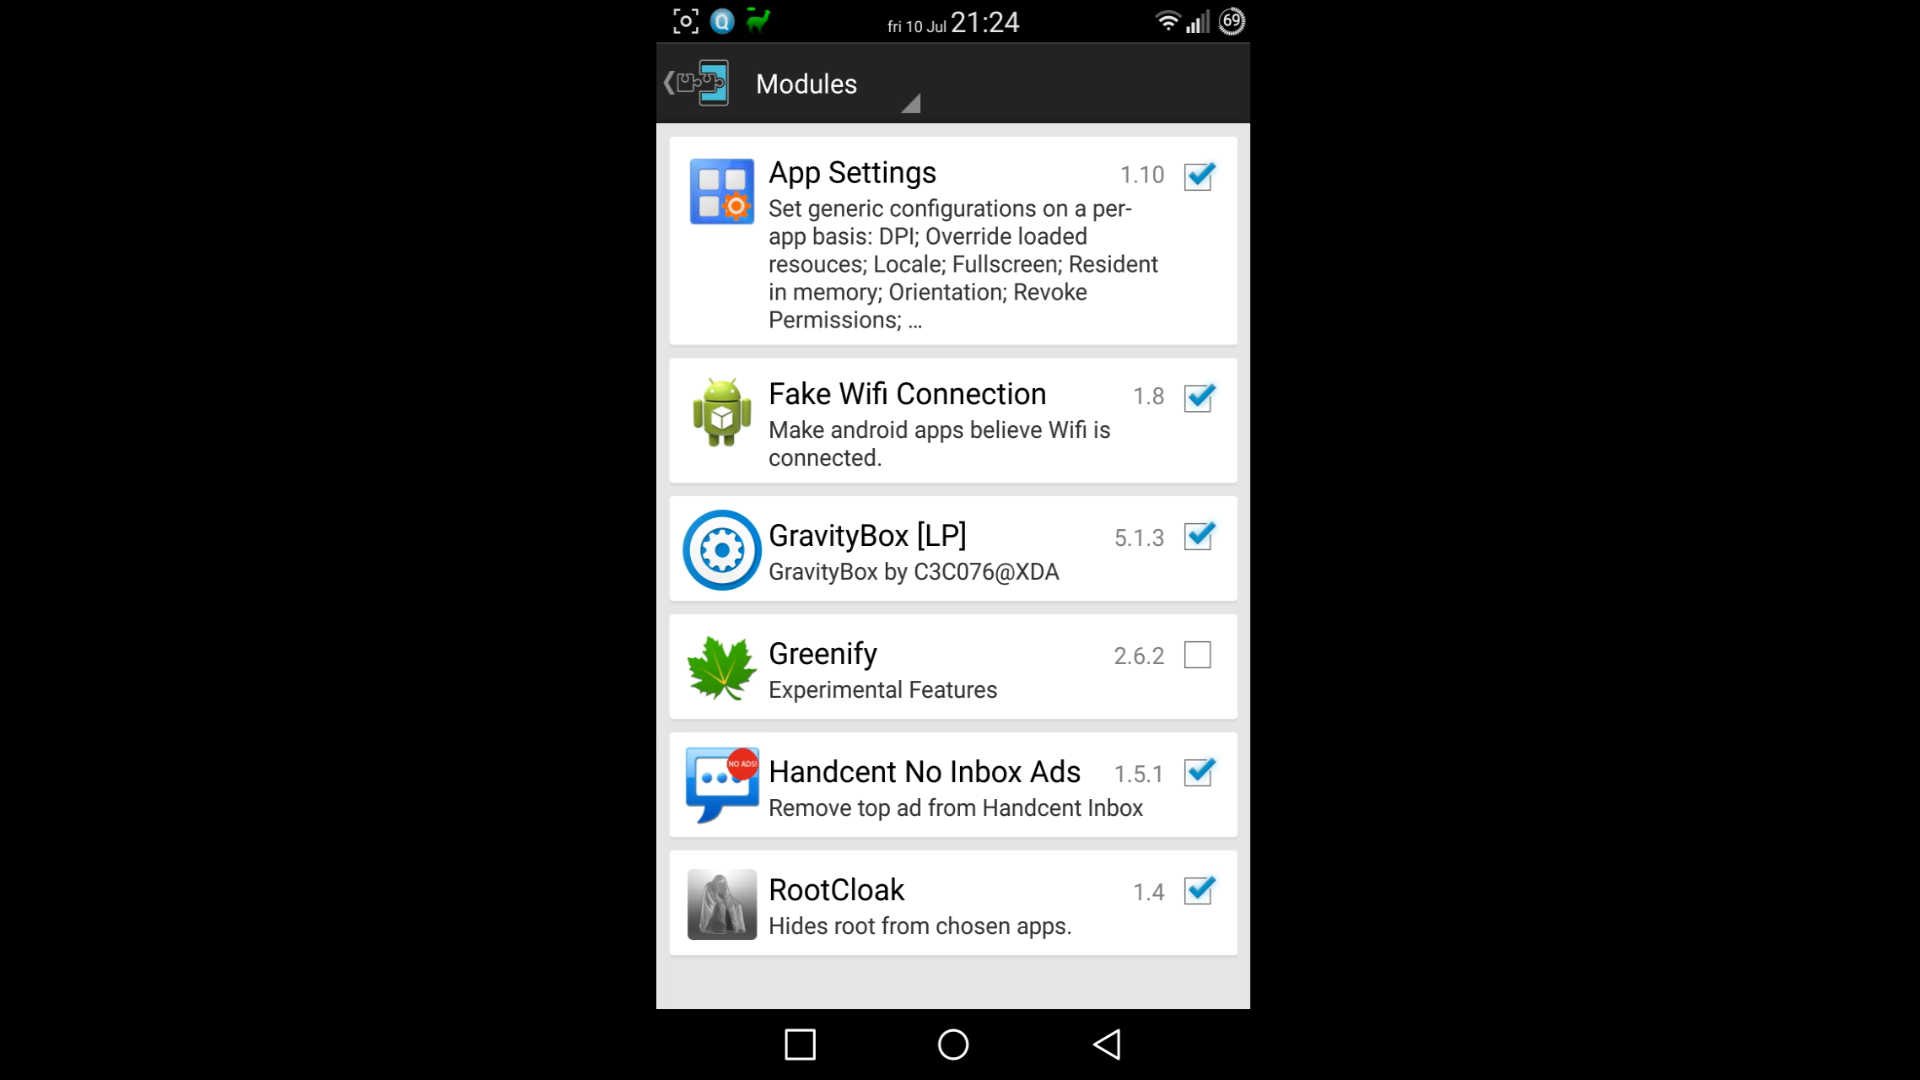 fri 10 Jul 21:24
69
Modules
App Settings 1.10
Set generic configurations on a per-
app basis: DPI; Override loaded
resouces; Locale; Fullscreen; Resident
in memory; Orientation; Revoke
Permissions; ...
Fake Wifi Connection 1.8
Make android apps believe Wifi is
connected.
GravityBox [LP] 5.1.3
GravityBox by C3C076@XDA
Greenify 2.6.2
Experimental Features
NO ADS!
Handcent No Inbox Ads 1.5.1
Remove top ad from Handcent Inbox
RootCloak 1.4
Hides root from chosen apps.